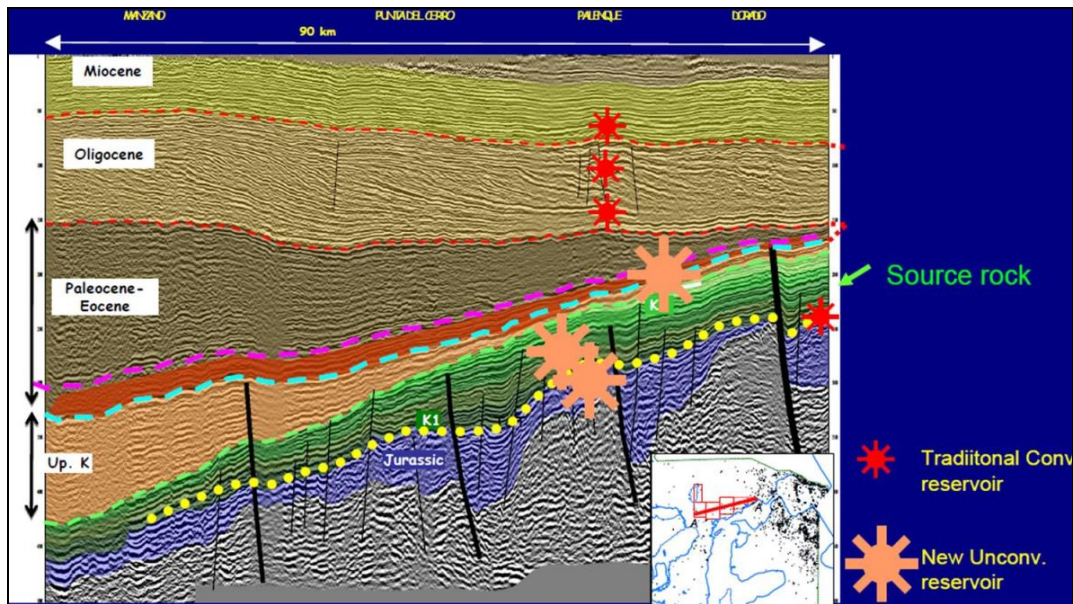 MANZANO
PUNTA DEL CERRO
PALENQUE
DORADO
90 km
Miocene
Oligocene
Paleocene-
Eocene
Source rock
K
K1
Up. K
Jurassic
Tradiitonal Conv
reservoir
New Unconv.
reservoir
A